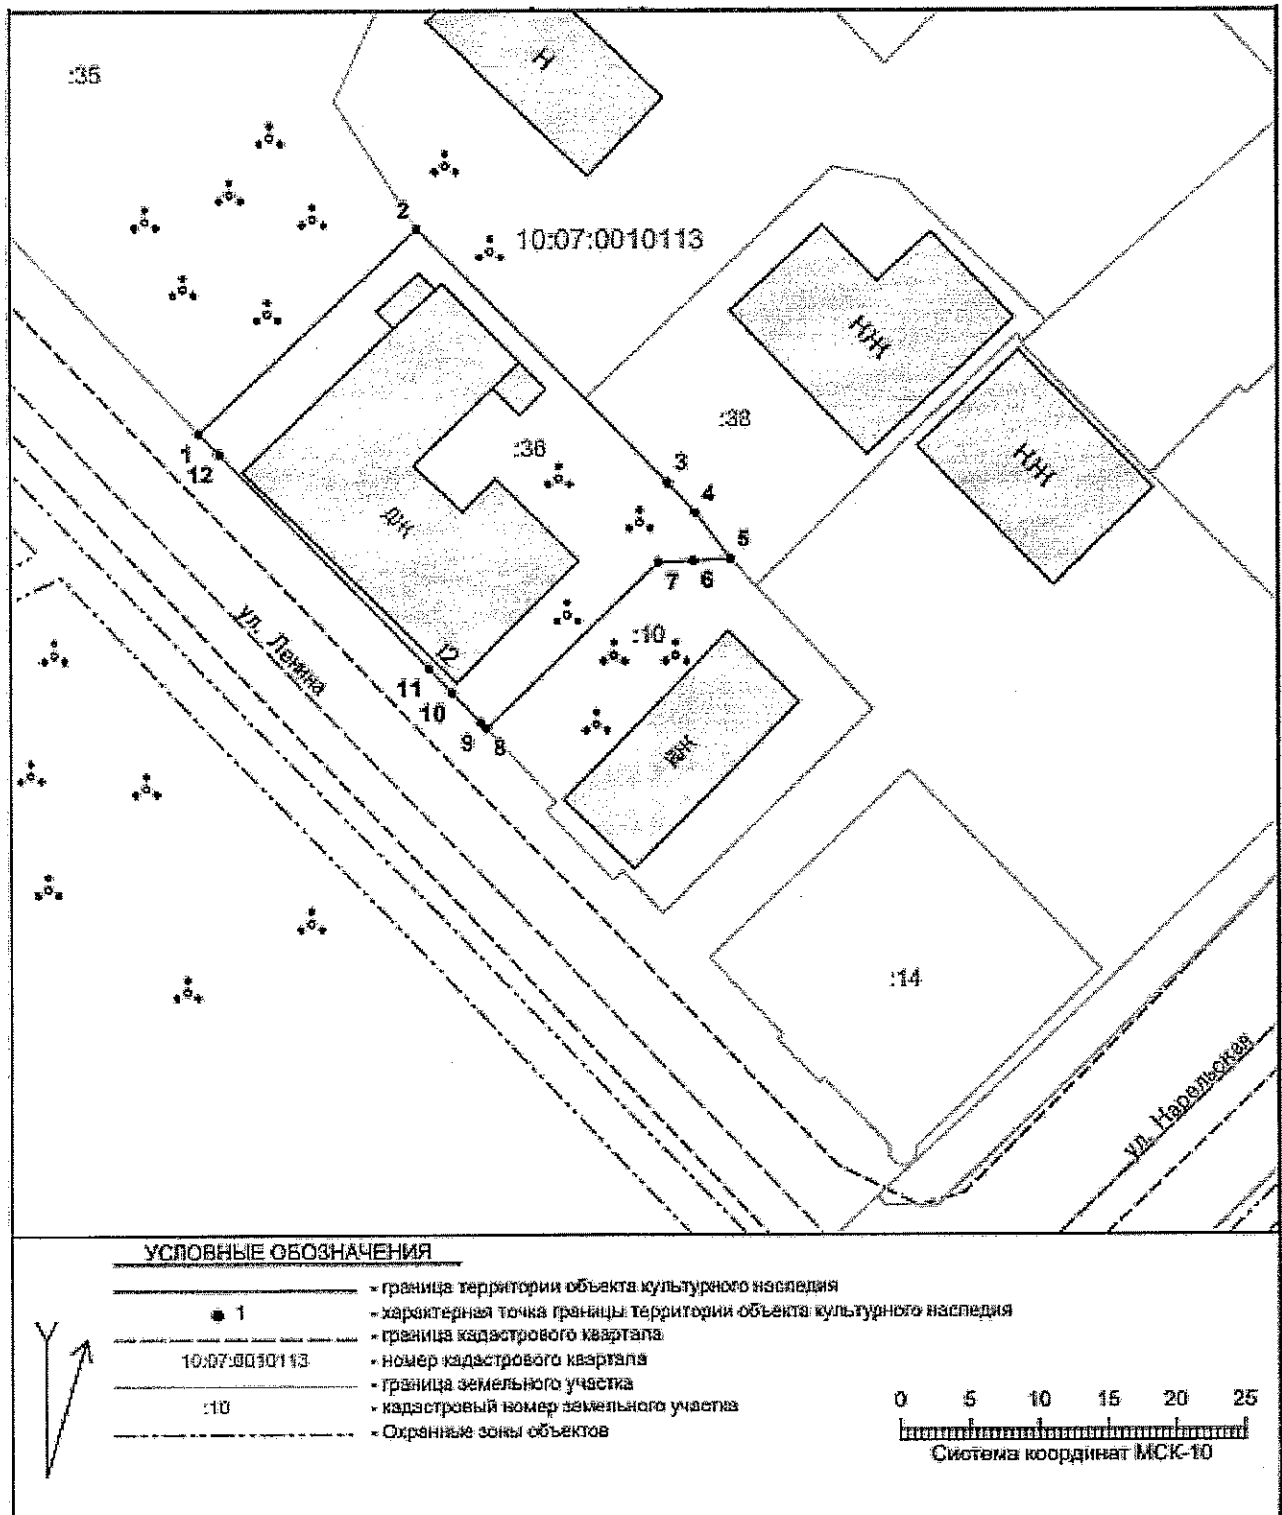 :35
Н
2
10:07:0010113
НЖ
:38
НЖ
1
12
:36
3
4
5
ДЖ
7
6
ул. Ленина
:10
12
11
10
9
8
:14
ул. Карельская
УСЛОВНЫЕ ОБОЗНАЧЕНИЯ
- граница территории объекта культурного наследия
1 - характерная точка границы территории объекта культурного наследия
- граница кадастрового квартала
10:07:0010113 - номер кадастрового квартала
- граница земельного участка
:10 - кадастровый номер земельного участка
- Охранные зоны объектов
0 5 10 15 20 25
Система координат МСК-10